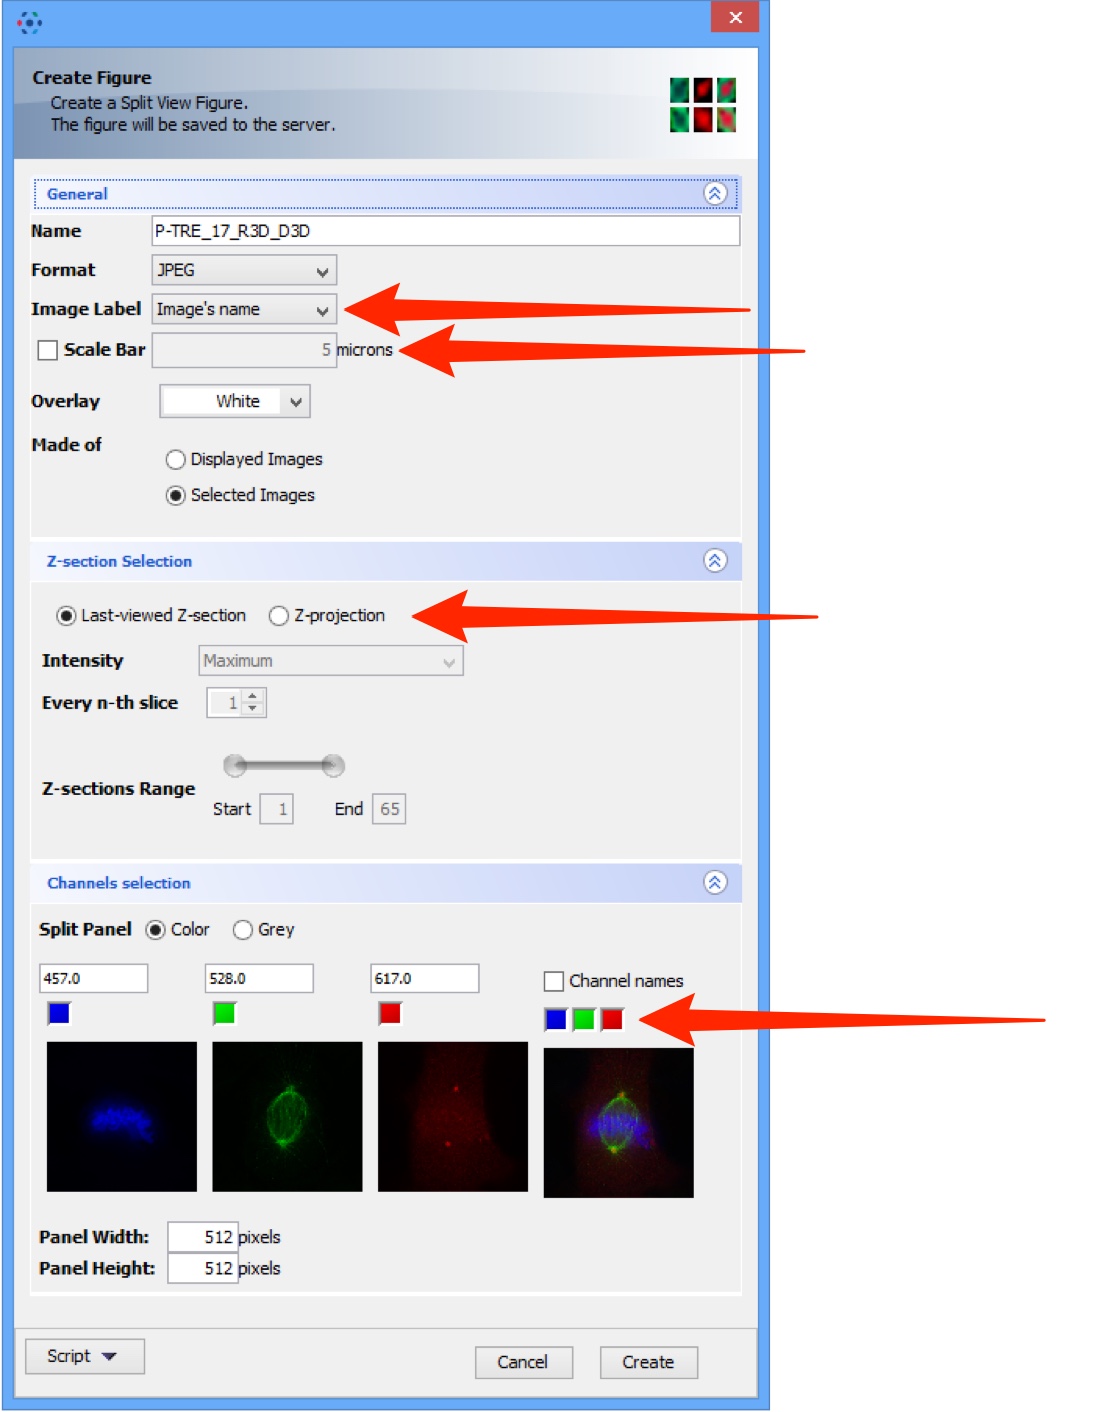 Create Figure
Create a Split View Figure.
The figure will be saved to the server.
General
Name P-TRE_17_R3D_D3D
Format JPEG
Image Label Image's name
Scale Bar 5 microns
Overlay White
Made of
Displayed Images
Selected Images
Z-section Selection
Last-viewed Z-section Z-projection
Intensity Maximum
Every n-th slice 1
Z-sections Range
Start 1 End 65
Channels selection
Split Panel Color Grey
457.0 528.0 617.0 Channel names
Panel Width: 512 pixels
Panel Height: 512 pixels
Script Cancel Create